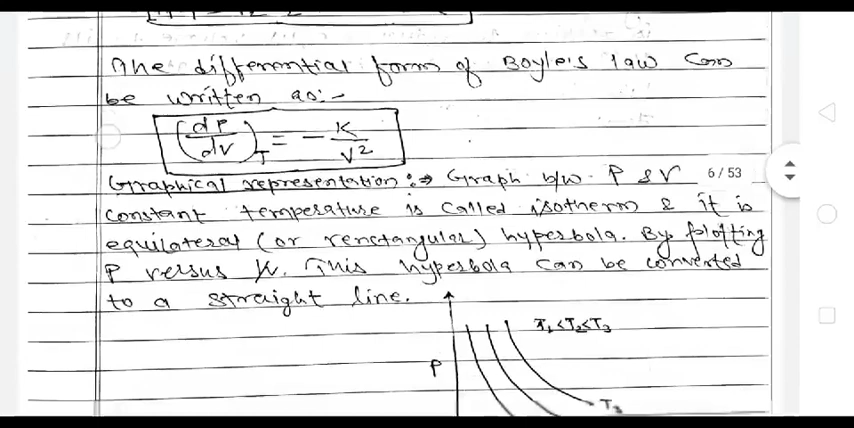 The differential form of Boyle's law can
be written as:-
(dP/dV)_T = - K/V²
Graphical representation:⇒ Graph b/w. P & V
6/53
constant temperature is called isotherm & it is
equilateral (or renctangular) hyperbola. By plotting
P versus 1/V. This hyperbola can be converted
to a straight line.
T₁<T₂<T₃
P
T₃